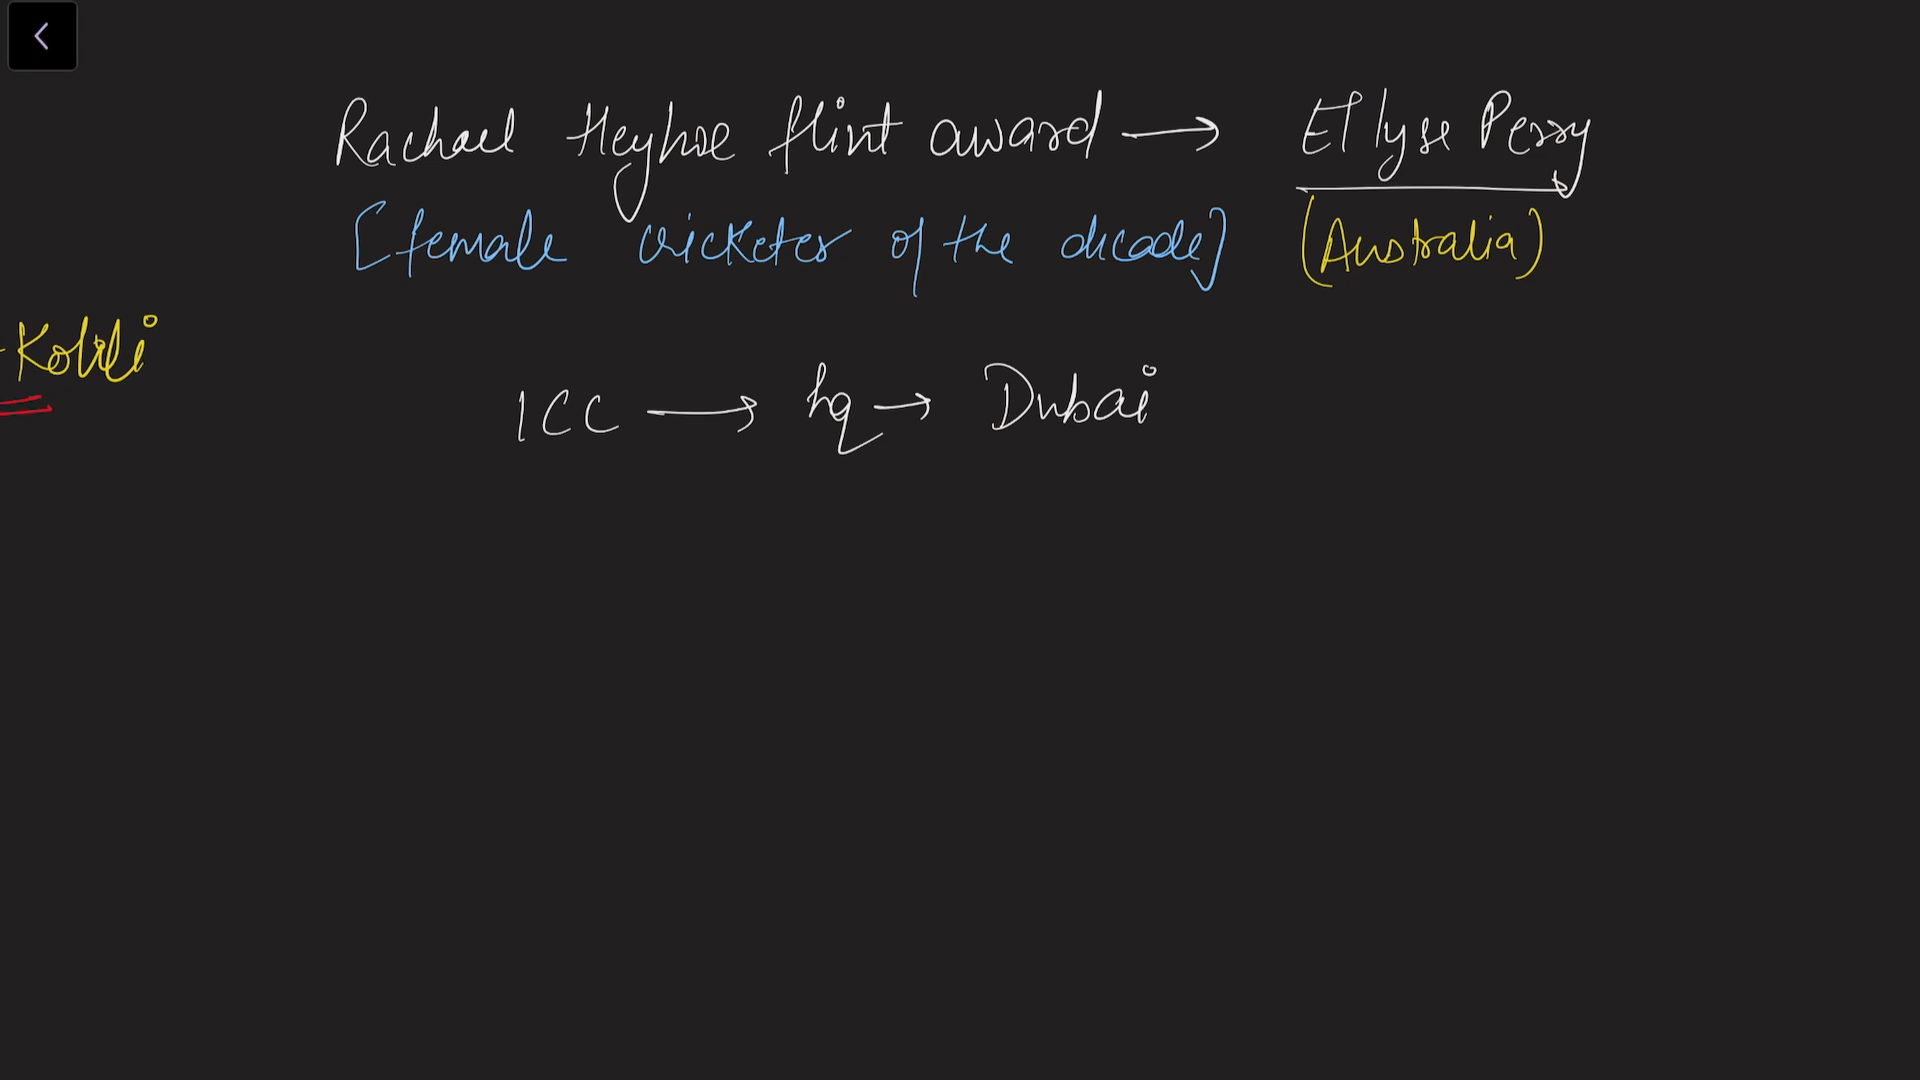 Rachael Heyhoe flint award → Ellyse Perry
[female cricketer of the decade] (Australia)
Kohli
ICC → hq → Dubai